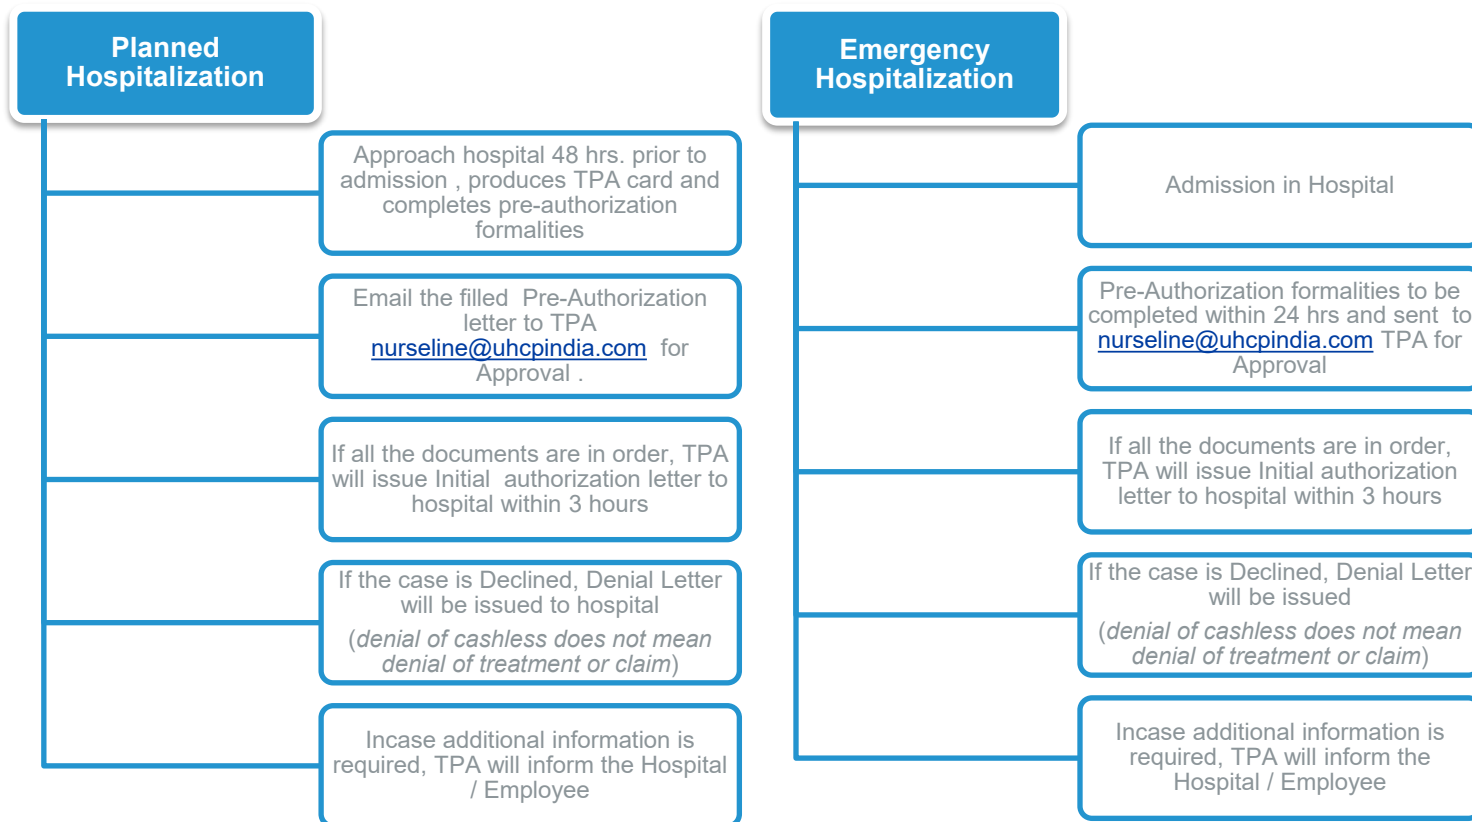 Planned
Hospitalization
Approach hospital 48 hrs. prior to
admission , produces TPA card and
completes pre-authorization
formalities
Email the filled  Pre-Authorization
letter to TPA
nurseline@uhcpindia.com  for
Approval .
If all the documents are in order, TPA
will issue Initial  authorization letter to
hospital within 3 hours
If the case is Declined, Denial Letter
will be issued to hospital
(denial of cashless does not mean
denial of treatment or claim)
Incase additional information is
required, TPA will inform the Hospital
/ Employee
Emergency
Hospitalization
Admission in Hospital
Pre-Authorization formalities to be
completed within 24 hrs and sent  to
nurseline@uhcpindia.com TPA for
Approval
If all the documents are in order,
TPA will issue Initial authorization
letter to hospital within 3 hours
If the case is Declined, Denial Letter
will be issued
(denial of cashless does not mean
denial of treatment or claim)
Incase additional information is
required, TPA will inform the
Hospital / Employee